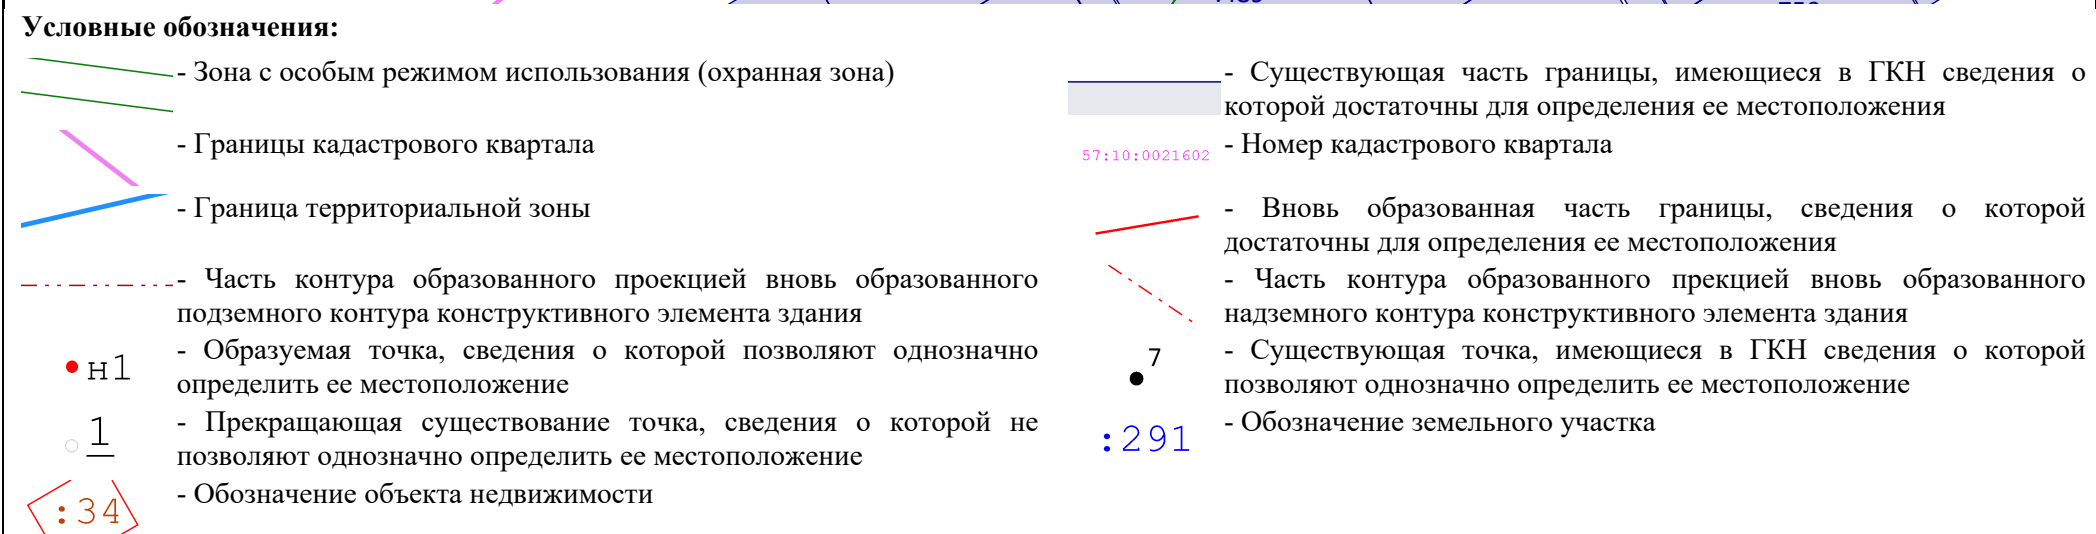 Условные обозначения:
- Зона с особым режимом использования (охранная зона)
- Существующая часть границы, имеющиеся в ГКН сведения о
которой достаточны для определения ее местоположения
- Границы кадастрового квартала
57:10:0021602 - Номер кадастрового квартала
- Граница территориальной зоны
- Вновь образованная часть границы, сведения о которой
достаточны для определения ее местоположения
- Часть контура образованного проекцией вновь образованного
подземного контура конструктивного элемента здания
- Часть контура образованного прекцией вновь образованного
надземного контура конструктивного элемента здания
н1 - Образуемая точка, сведения о которой позволяют однозначно
определить ее местоположение
7 - Существующая точка, имеющиеся в ГКН сведения о которой
позволяют однозначно определить ее местоположение
1 - Прекращающая существование точка, сведения о которой не
позволяют однозначно определить ее местоположение
:291 - Обозначение земельного участка
:34 - Обозначение объекта недвижимости